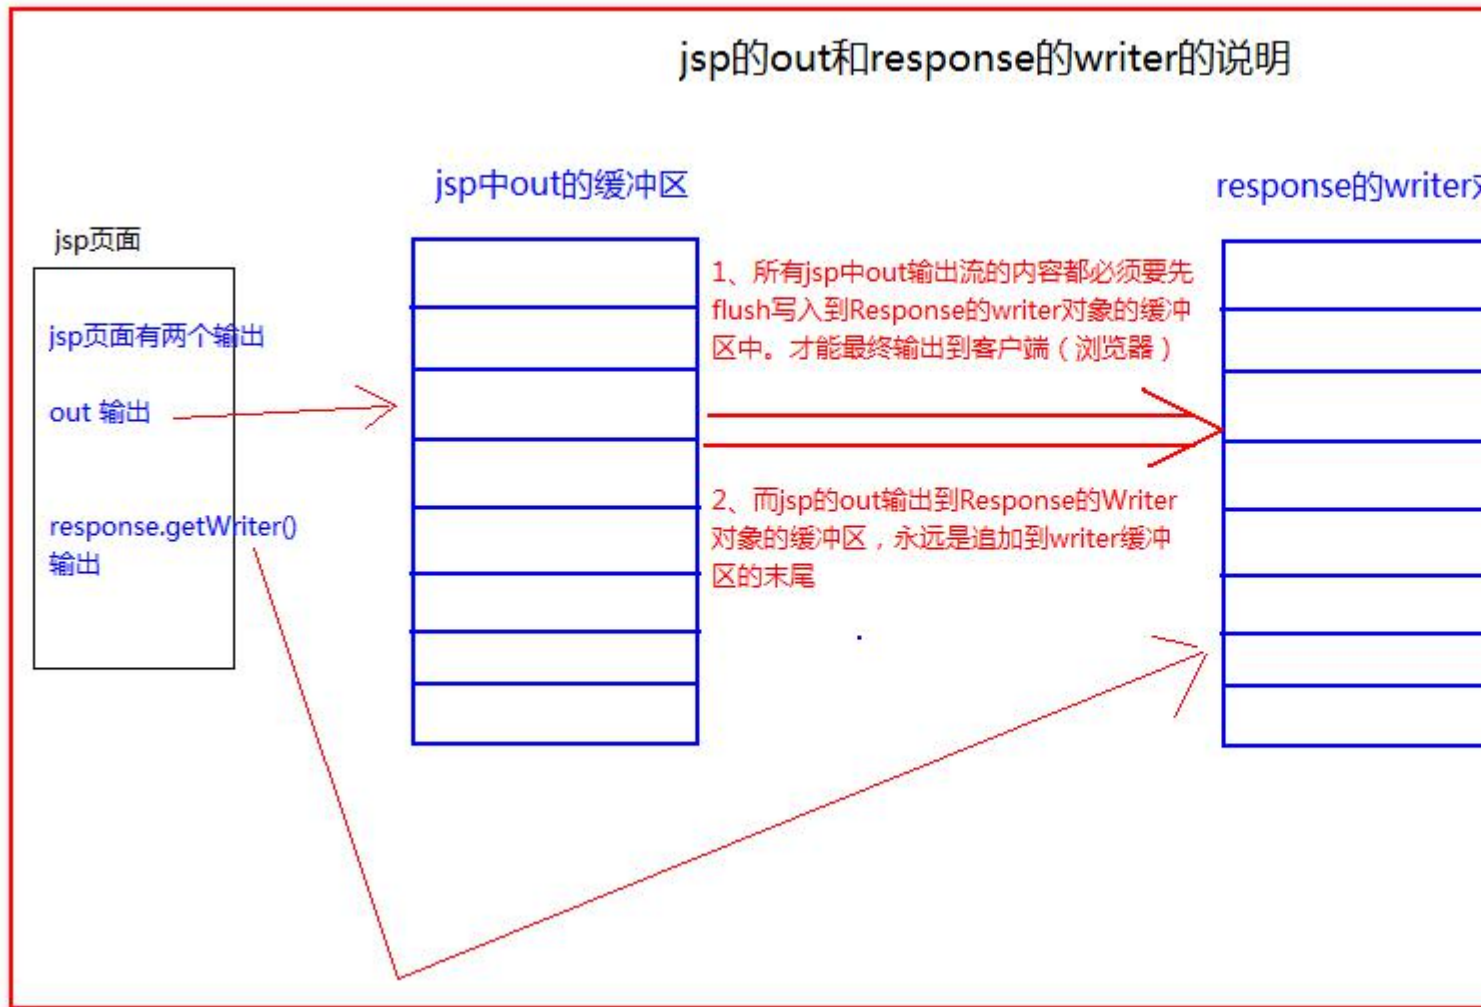 jsp的out和response的writer的说明
jsp中out的缓冲区
response的writer
jsp页面
jsp页面有两个输出
out 输出
response.getWriter()
输出
1、所有jsp中out输出流的内容都必须要先
flush写入到Response的writer对象的缓冲
区中。才能最终输出到客户端（浏览器）
2、而jsp的out输出到Response的Writer
对象的缓冲区，永远是追加到writer缓冲
区的末尾